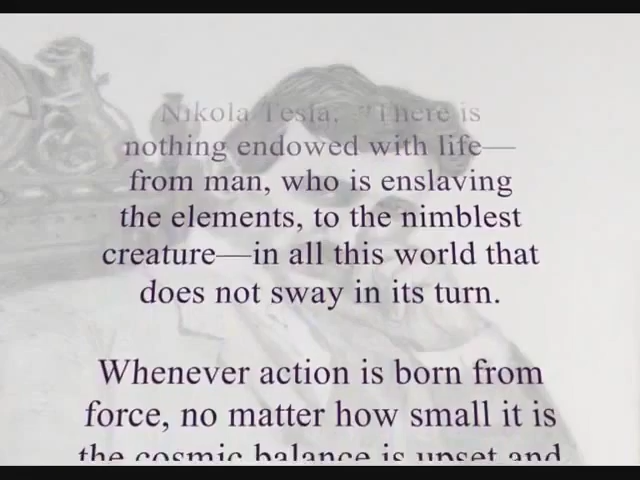 Nikola Tesla, "There is
nothing endowed with life—
from man, who is enslaving
the elements, to the nimblest
creature—in all this world that
does not sway in its turn.
Whenever action is born from
force, no matter how small it is
the cosmic balance is upset and